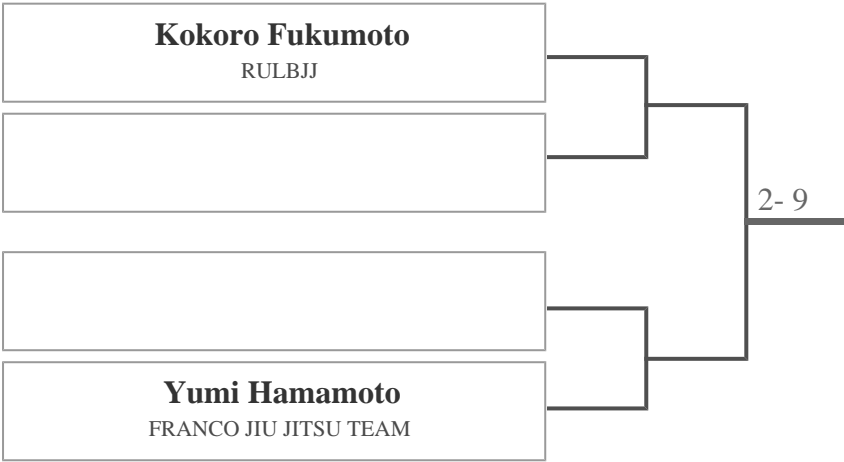 Kokoro Fukumoto
RULBJJ
2- 9
Yumi Hamamoto
FRANCO JIU JITSU TEAM